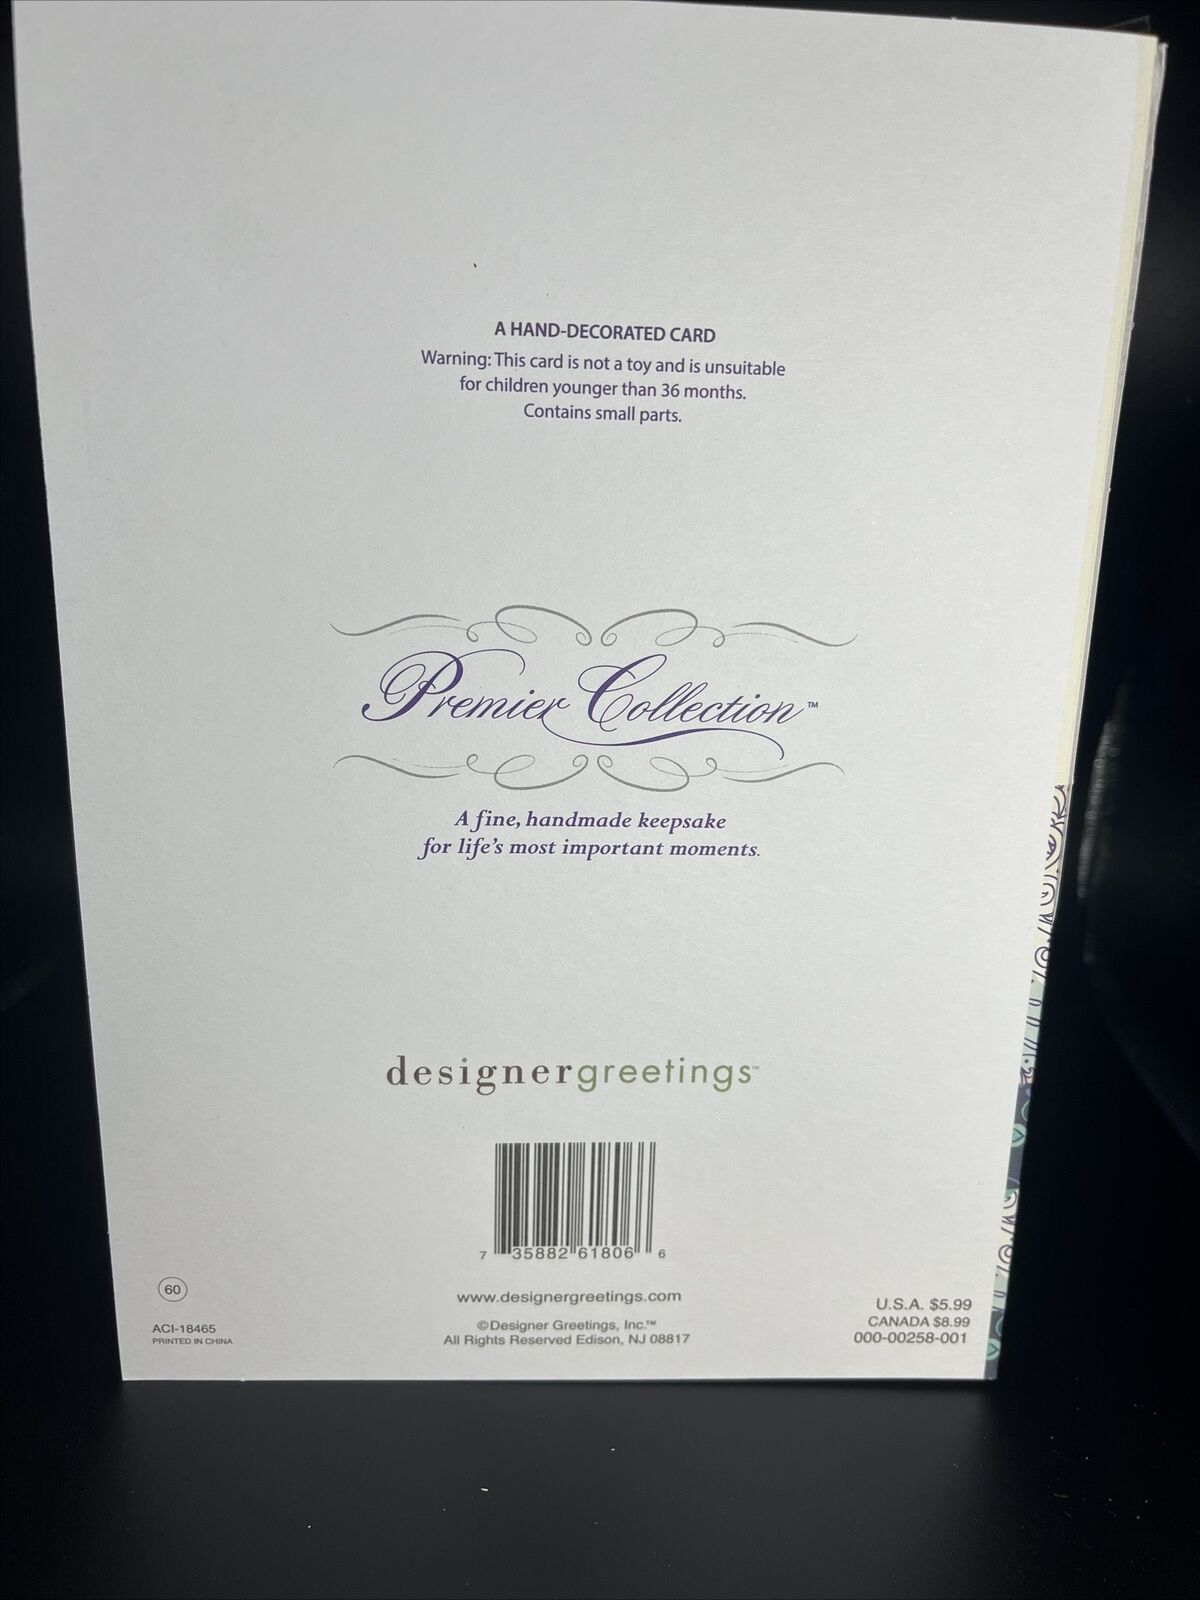 A HAND-DECORATED CARD
Warning: This card is not a toy and is unsuitable
for children younger than 36 months.
Contains small parts.
Premier Collection™
A fine, handmade keepsake
for life's most important moments.
designergreetings™
7 35882 61806 6
60
www.designergreetings.com
U.S.A. $5.99
ACI-18465
©Designer Greetings, Inc.™
CANADA $8.99
PRINTED IN CHINA
All Rights Reserved Edison, NJ 08817
000-00258-001